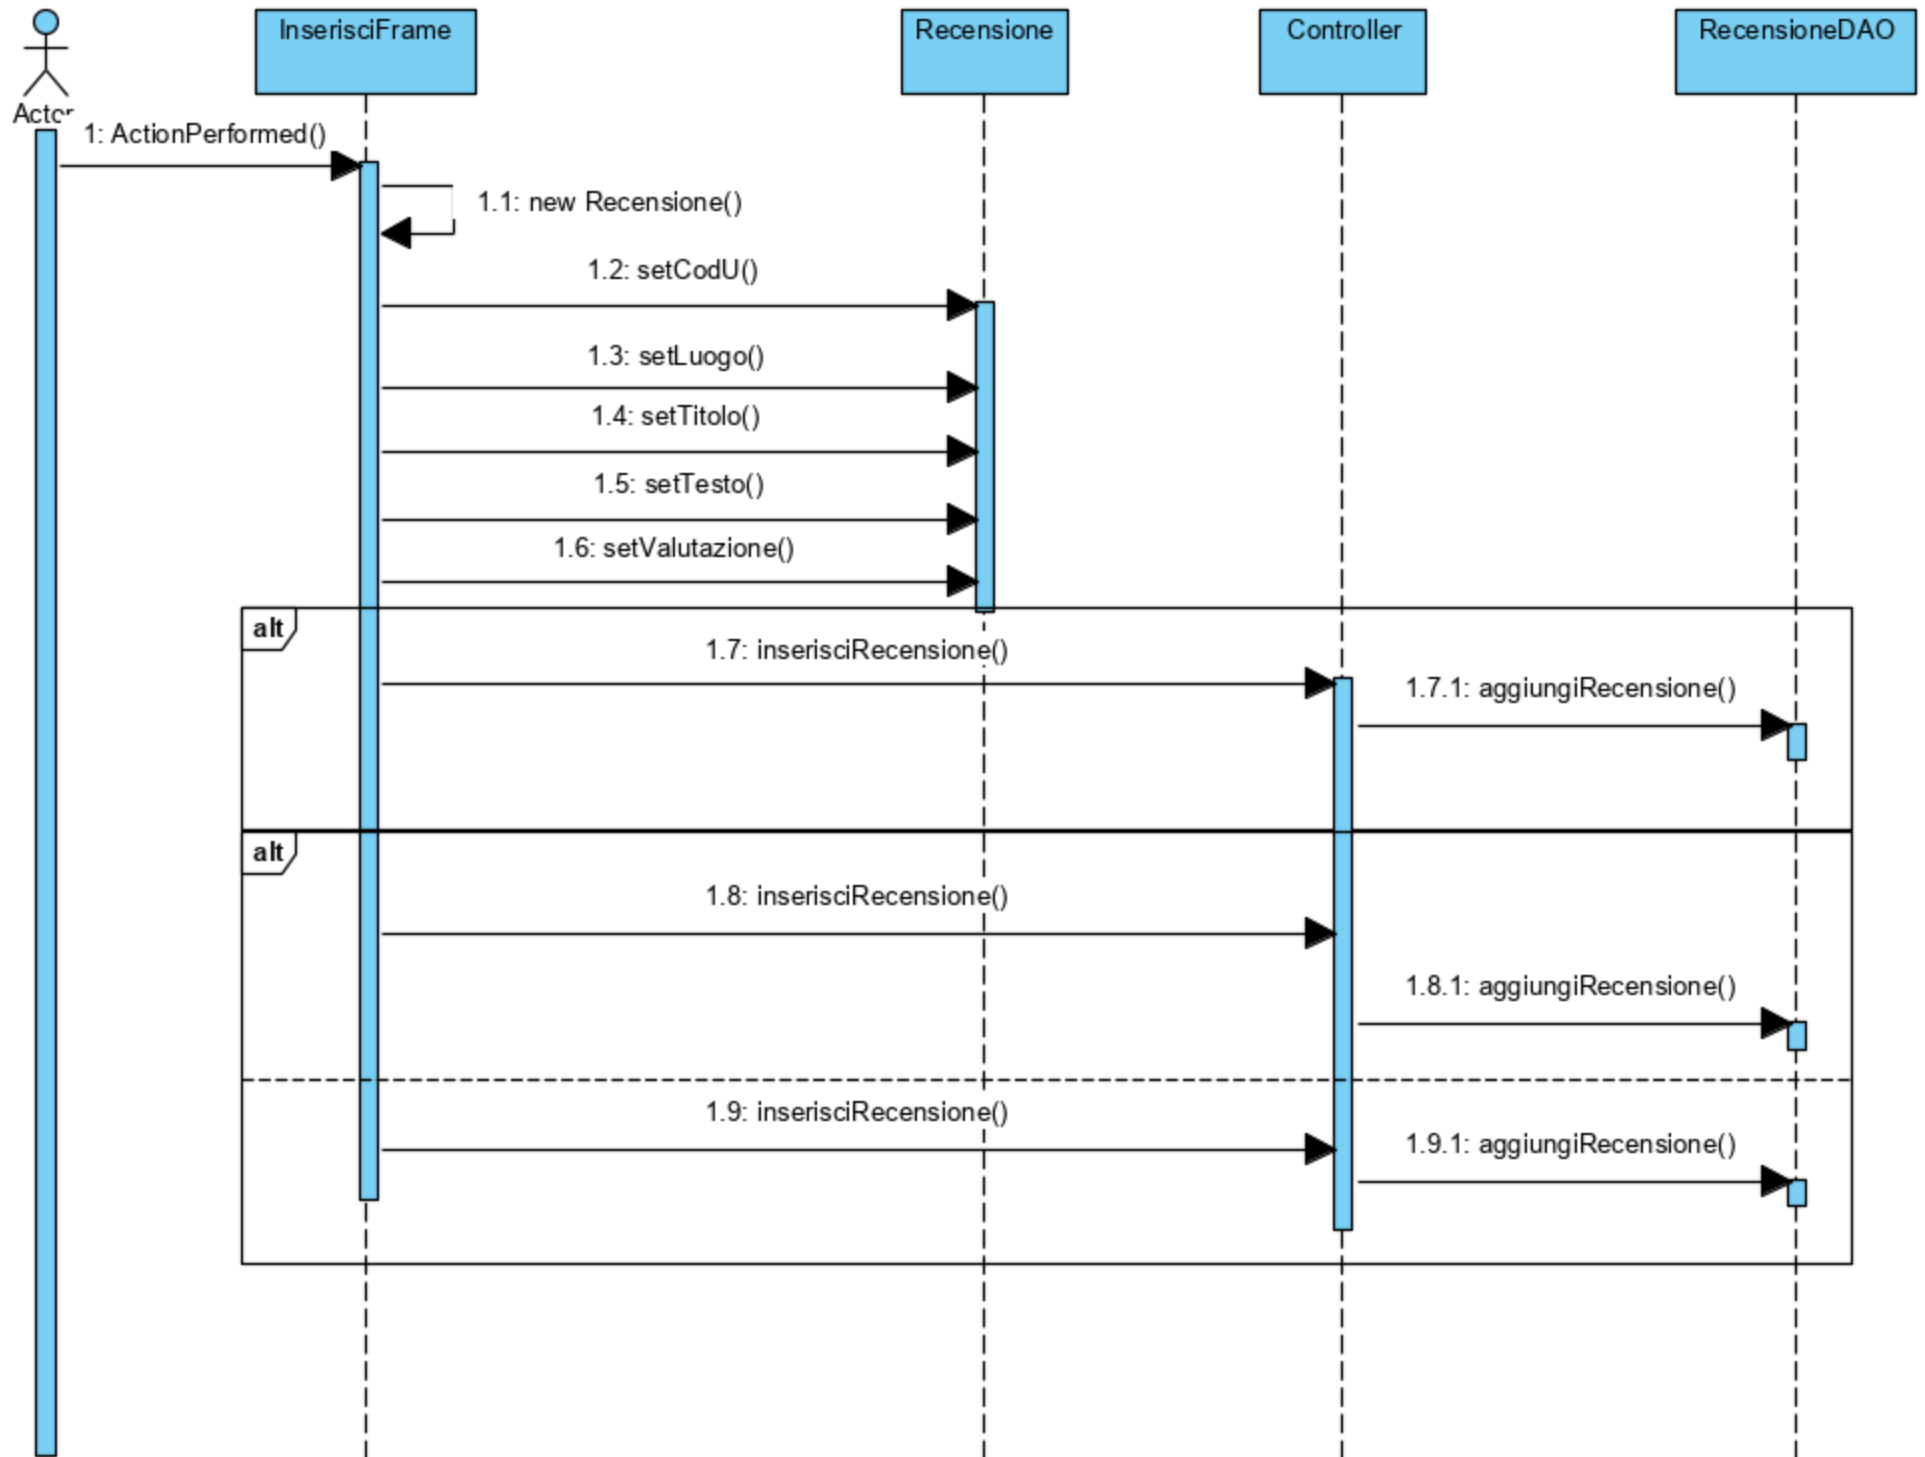 InserisciFrame
Recensione
Controller
RecensioneDAO
Actor
1: ActionPerformed()
1.1: new Recensione()
1.2: setCodU()
1.3: setLuogo()
1.4: setTitolo()
1.5: setTesto()
1.6: setValutazione()
alt
1.7: inserisciRecensione()
1.7.1: aggiungiRecensione()
alt
1.8: inserisciRecensione()
1.8.1: aggiungiRecensione()
1.9: inserisciRecensione()
1.9.1: aggiungiRecensione()